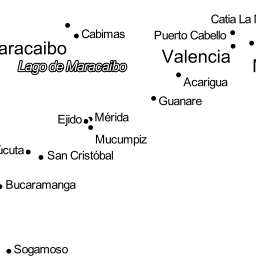 Catia La M
Cabimas
Puerto Cabello
aracaibo
Valencia
Lago de Maracaibo
Acarigua
Guanare
Ejido
Mérida
Mucumpiz
úcuta
San Cristóbal
Bucaramanga
Sogamoso